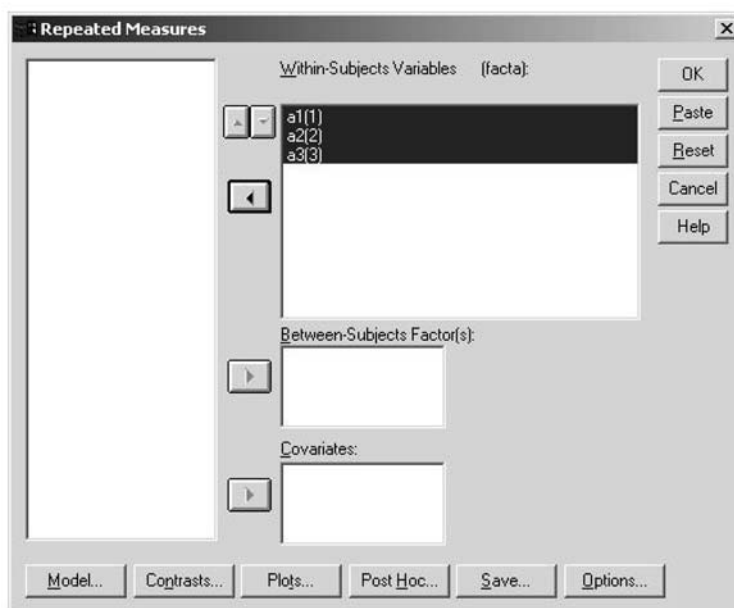 Repeated Measures
Within-Subjects Variables (facta):
a1(1)
a2(2)
a3(3)
OK
Paste
Reset
Cancel
Help
Between-Subjects Factor(s):
Covariates:
Model... Contrasts... Plots... Post Hoc... Save... Options...